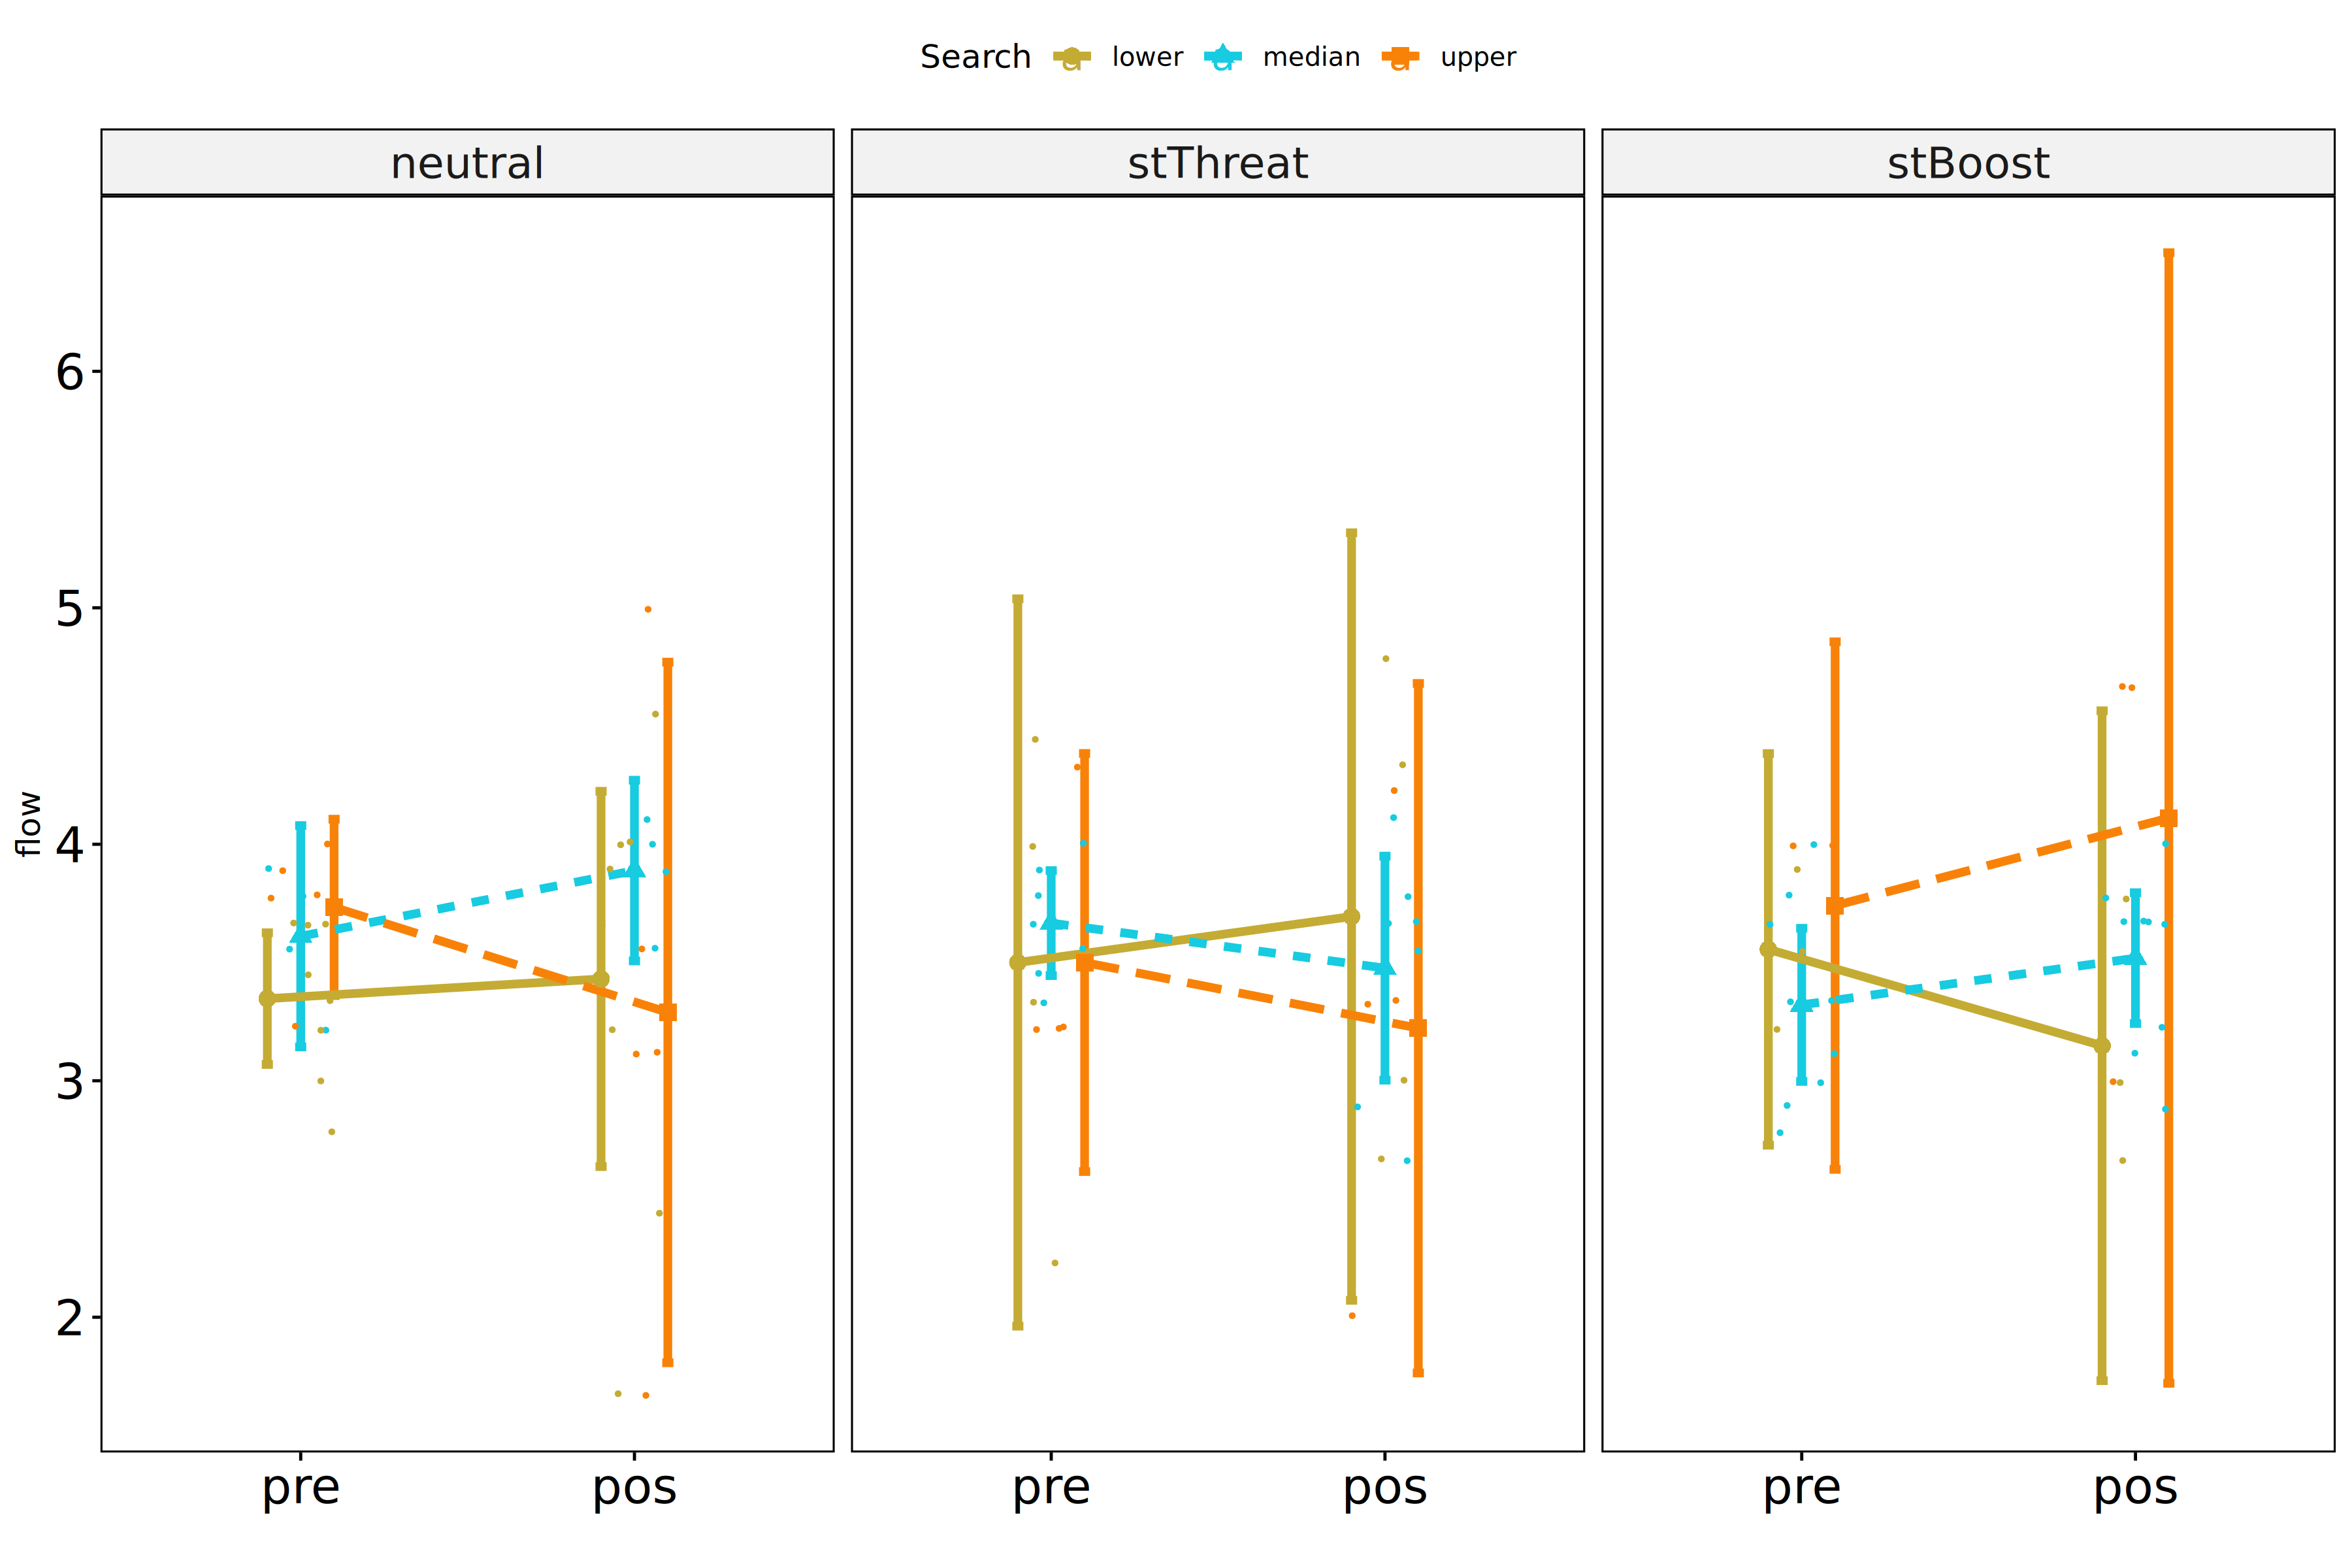 Search lower median upper
neutral stThreat stBoost
flow
6
5
4
3
2
pre pos pre pos pre pos